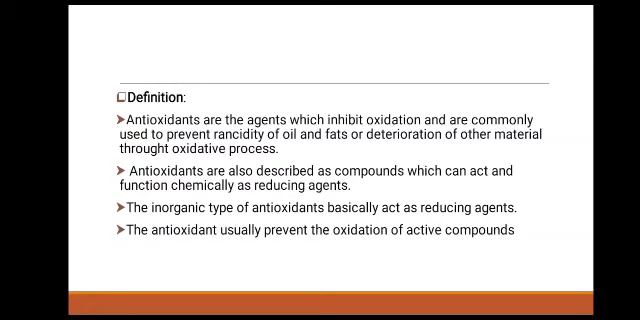 ❑Definition:
➤Antioxidants are the agents which inhibit oxidation and are commonly
used to prevent rancidity of oil and fats or deterioration of other material
throught oxidative process.
➤ Antioxidants are also described as compounds which can act and
function chemically as reducing agents.
➤The inorganic type of antioxidants basically act as reducing agents.
➤The antioxidant usually prevent the oxidation of active compounds